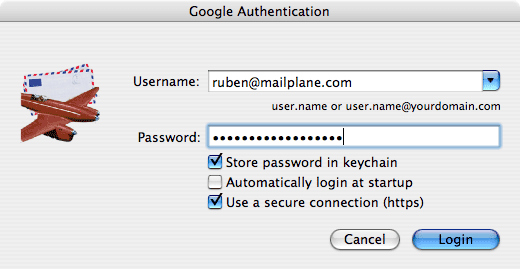 Google Authentication
Username: ruben@mailplane.com
user.name or user.name@yourdomain.com
Password: ••••••••••••••••••
Store password in keychain
Automatically login at startup
Use a secure connection (https)
Cancel Login